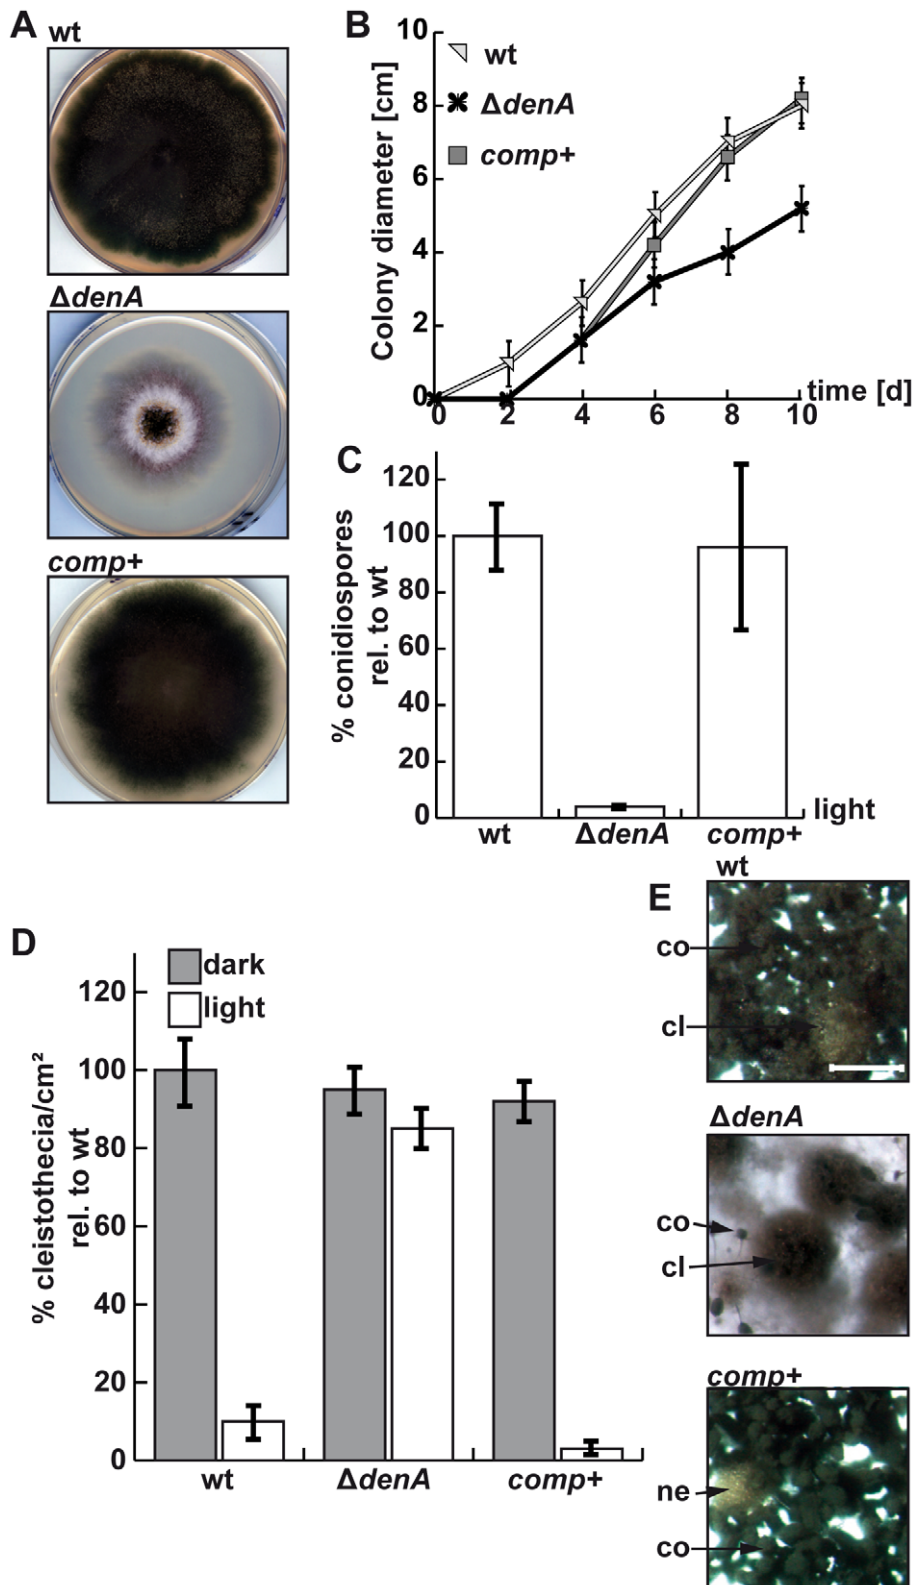 A
wt
ΔdenA
comp+
B
10
8
6
4
2
0
Colony diameter [cm]
wt
ΔdenA
comp+
0 2 4 6 8 10
time [d]
C
120
100
80
60
40
20
0
% conidiospores
rel. to wt
wt ΔdenA comp+
light
D
dark
light
120
100
80
60
40
20
0
% cleistothecia/cm²
rel. to wt
wt ΔdenA comp+
E
wt
co
cl
ΔdenA
co
cl
comp+
ne
co